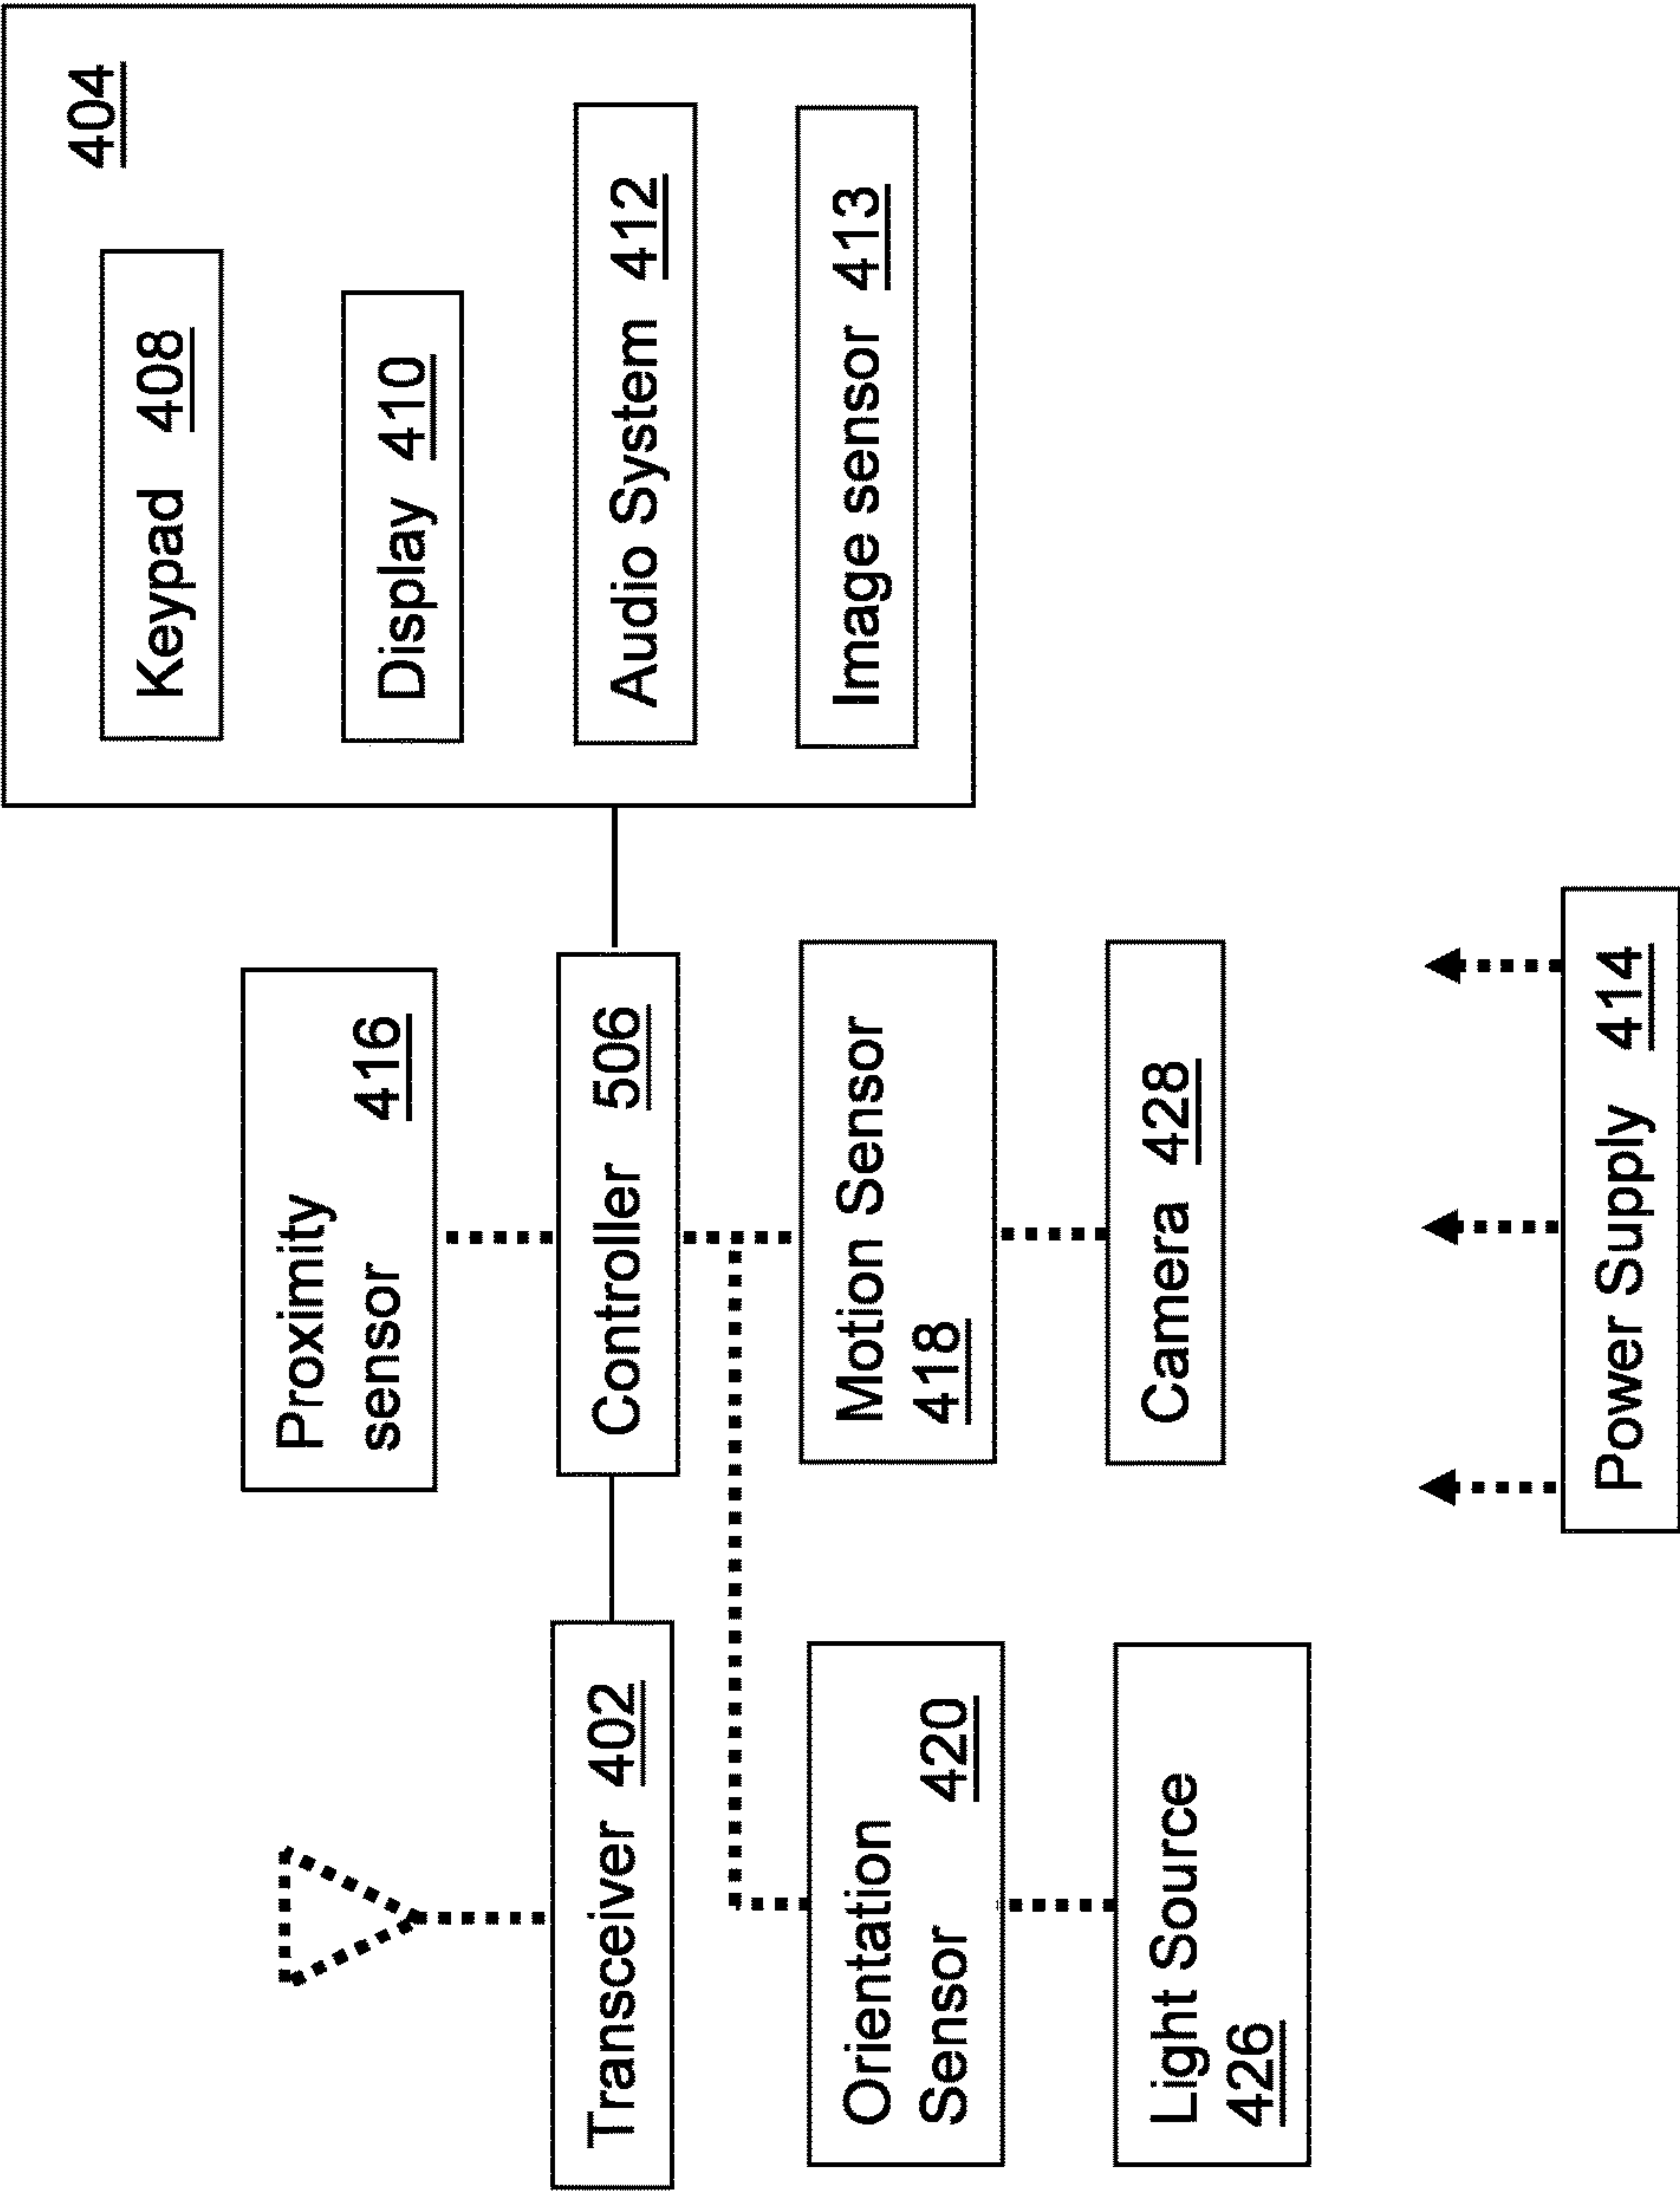 404
Keypad 408
Display 410
Audio System 412
Image sensor 413
Proximity
sensor 416
Transceiver 402
Controller 506
Orientation
Sensor 420
Motion Sensor
418
Light Source
426
Camera 428
Power Supply 414